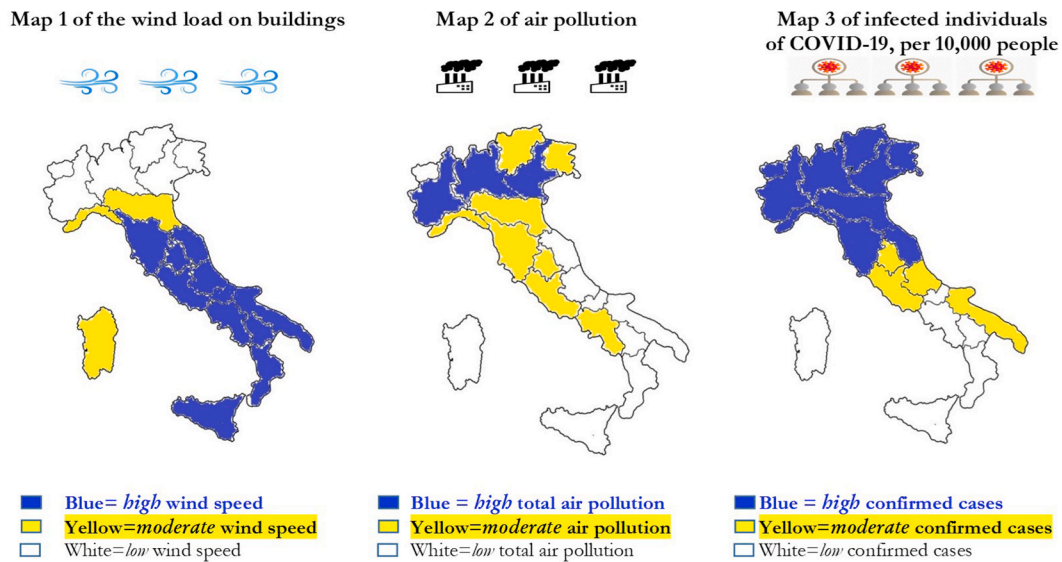 Map 1 of the wind load on buildings
Map 2 of air pollution
Map 3 of infected individuals
of COVID-19, per 10,000 people
Blue= high wind speed
Yellow=moderate wind speed
White=low wind speed
Blue = high total air pollution
Yellow=moderate air pollution
White=low total air pollution
Blue= high confirmed cases
Yellow=moderate confirmed cases
White=low confirmed cases